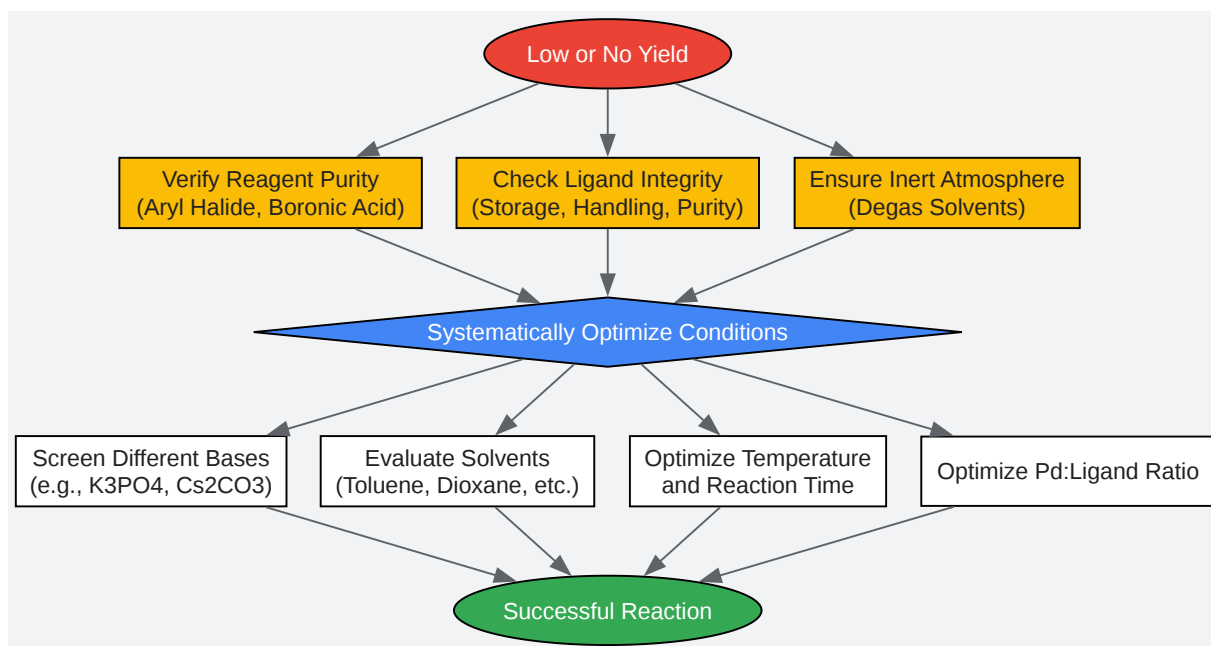 Low or No Yield
Verify Reagent Purity
(Aryl Halide, Boronic Acid)
Check Ligand Integrity
(Storage, Handling, Purity)
Ensure Inert Atmosphere
(Degas Solvents)
Systematically Optimize Conditions
Screen Different Bases
(e.g., K3PO4, Cs2CO3)
Evaluate Solvents
(Toluene, Dioxane, etc.)
Optimize Temperature
and Reaction Time
Optimize Pd:Ligand Ratio
Successful Reaction